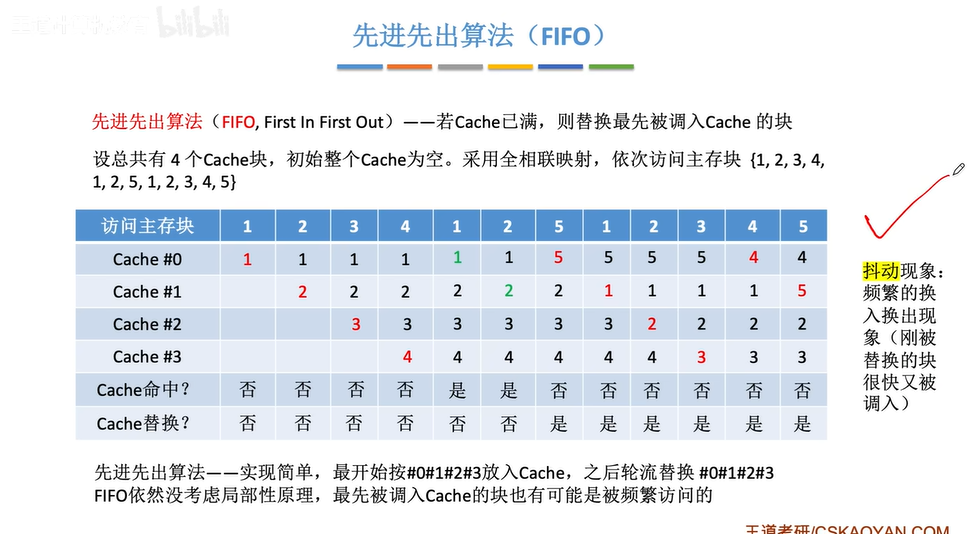 bilibili
先进先出算法（FIFO）
先进先出算法（FIFO, First In First Out）——若Cache已满，则替换最先被调入Cache 的块
设总共有 4 个Cache块，初始整个Cache为空。采用全相联映射，依次访问主存块 {1, 2, 3, 4,
1, 2, 5, 1, 2, 3, 4, 5}
访问主存块 1 2 3 4 1 2 5 1 2 3 4 5
Cache #0 1 1 1 1 1 1 5 5 5 5 4 4
Cache #1 2 2 2 2 2 2 1 1 1 1 5
Cache #2 3 3 3 3 3 3 2 2 2 2
Cache #3 4 4 4 4 4 4 3 3 3
Cache命中？ 否 否 否 否 是 是 否 否 否 否 否 否
Cache替换？ 否 否 否 否 否 否 是 是 是 是 是 是
抖动现象：
频繁的换
入换出现
象（刚被
替换的块
很快又被
调入）
先进先出算法——实现简单，最开始按#0#1#2#3放入Cache，之后轮流替换 #0#1#2#3
FIFO依然没考虑局部性原理，最先被调入Cache的块也有可能是被频繁访问的
王道考研/CSKAOYAN.COM